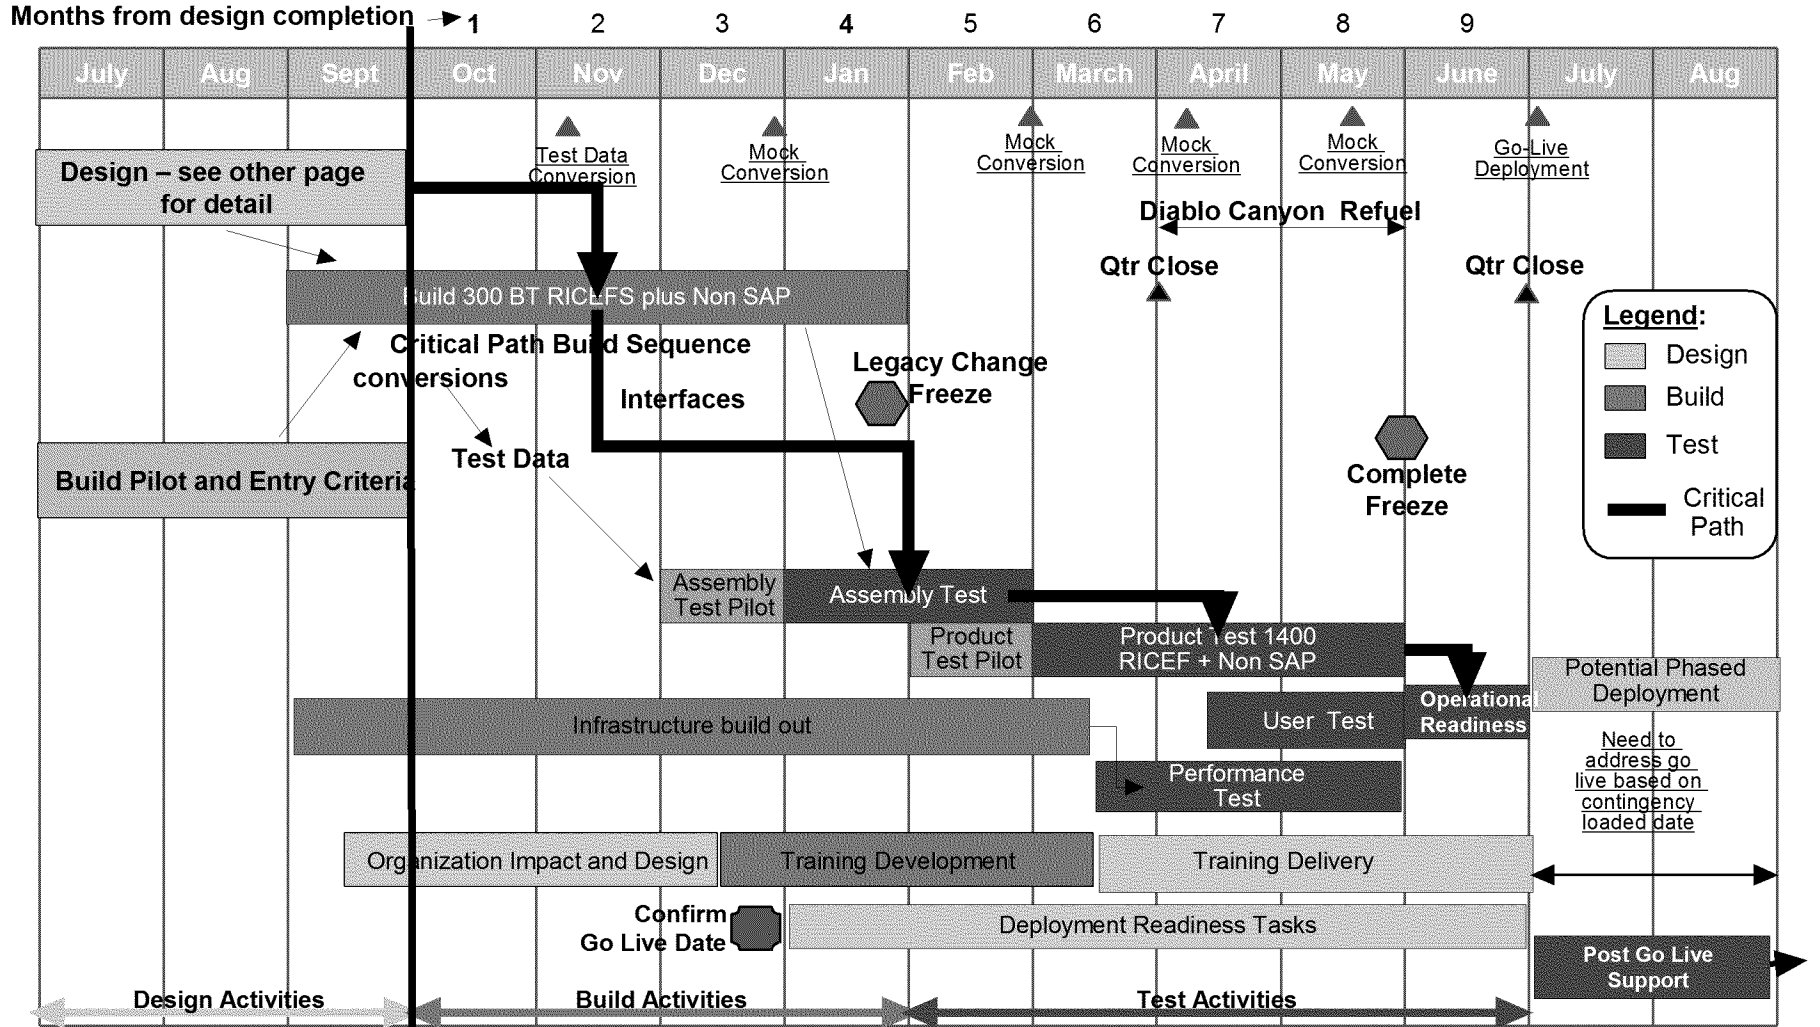 Months from design completion
1 2 3 4 5 6 7 8 9
July Aug Sept Oct Nov Dec Jan Feb March April May June July Aug
Test Data
Conversion
Mock
Conversion
Mock
Conversion
Mock
Conversion
Mock
Conversion
Go-Live
Deployment
Design – see other page
for detail
Diablo Canyon Refuel
Qtr Close
Qtr Close
Build 300 BT RICEFS plus Non SAP
Legend:
Design
Build
Test
Critical
Path
Critical Path Build Sequence
conversions
Interfaces
Legacy Change
Freeze
Test Data
Build Pilot and Entry Criteria
Complete
Freeze
Assembly
Test Pilot
Assembly Test
Product
Test Pilot
Product Test 1400
RICEF + Non SAP
Potential Phased
Deployment
Infrastructure build out
User Test
Operational
Readiness
Need to
address go
live based on
contingency
loaded date
Performance
Test
Organization Impact and Design
Training Development
Training Delivery
Confirm
Go Live Date
Deployment Readiness Tasks
Post Go Live
Support
Design Activities
Build Activities
Test Activities